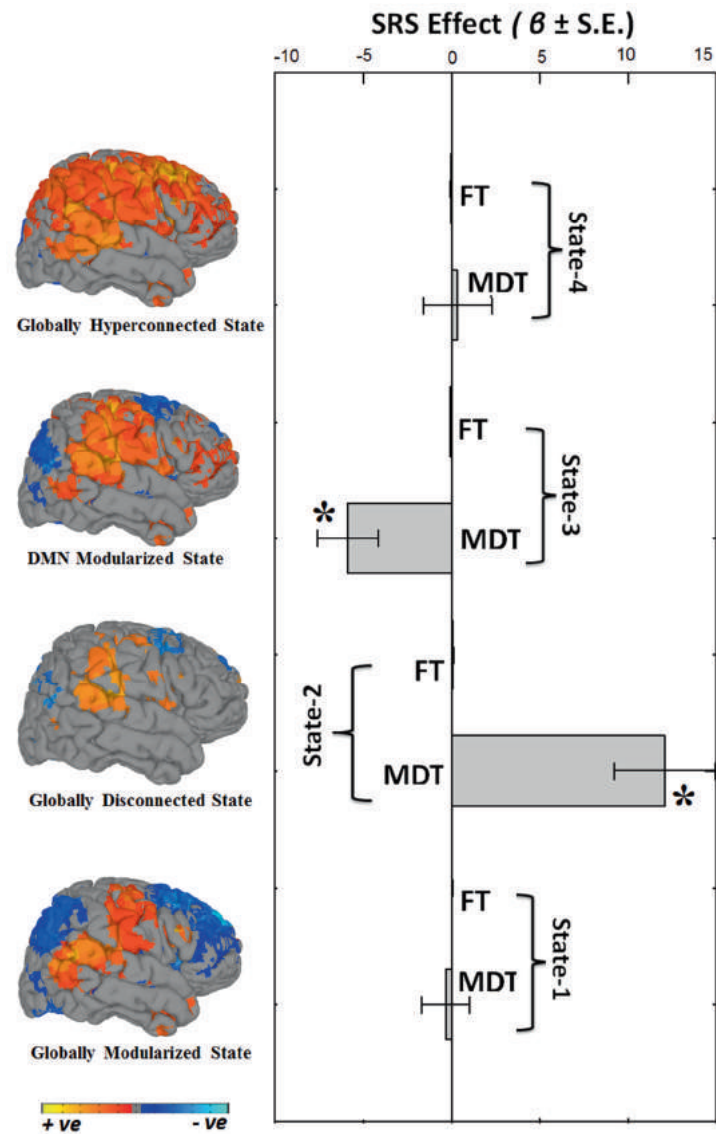 SRS Effect ( β ± S.E.)
-10 -5 0 5 10 15
FT
MDT
State-4
Globally Hyperconnected State
FT
MDT
State-3
*
DMN Modularized State
FT
MDT
State-2
*
Globally Disconnected State
FT
MDT
State-1
Globally Modularized State
+ ve - ve